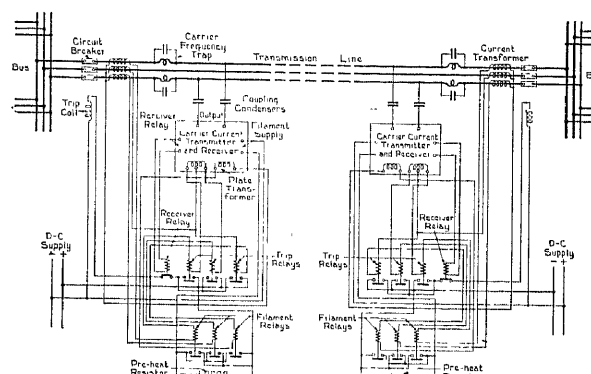 Circuit
Breaker
Carrier
Frequency
Trap
Transmission Line
Current
Transformer
Bus
B
Trip
Coil
Coupling
Condensers
Receiver
Relay
Output
Filament
Supply
Carrier Current
Transmitter
and Receiver
Carrier Current
Transmitter
and Receiver
Plate Trans-
former
Receiver
Relay
Receiver
Relay
D-C
Supply
D-C
Supply
Trip
Relays
Trip
Relays
Filament
Relays
Filament
Relays
Pre-heat
Resistor
Pre-heat